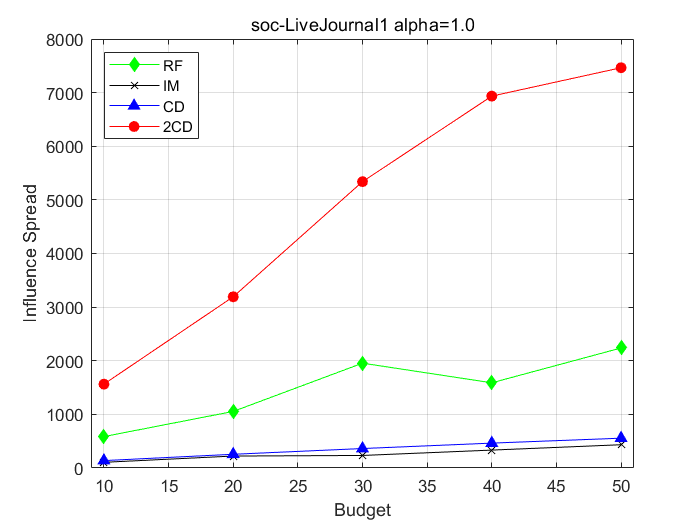 soc-LiveJournal1 alpha=1.0
RF
IM
CD
2CD
Influence Spread
8000
7000
6000
5000
4000
3000
2000
1000
0
10 15 20 25 30 35 40 45 50
Budget